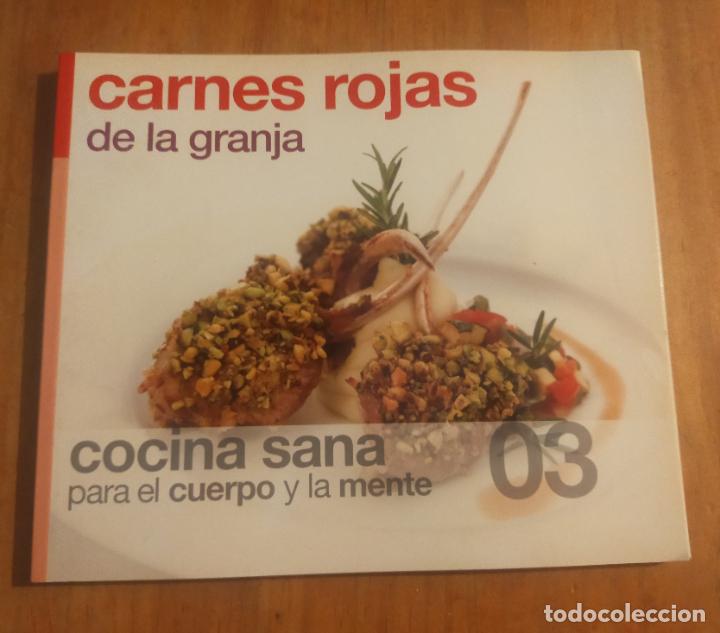 carnes rojas
de la granja
cocina sana
para el cuerpo y la mente
03
todocoleccion